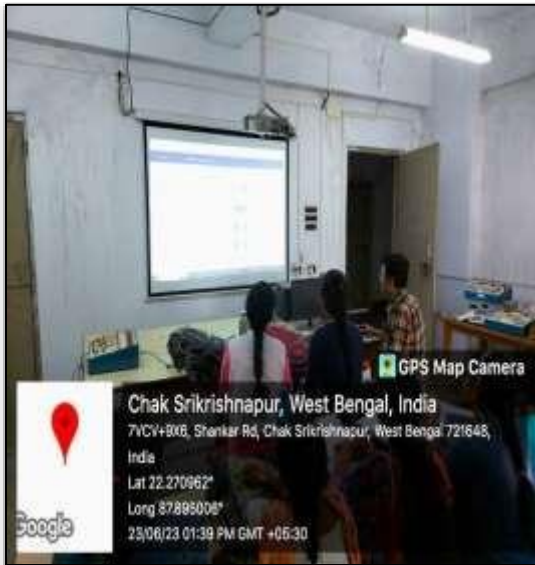 GPS Map Camera
Chak Srikrishnapur, West Bengal, India
7VCV+9X6, Shankar Rd, Chak Srikrishnapur, West Bengal 721648,
India
Lat 22.270962°
Long 87.895006°
23/06/23 01:39 PM GMT +05:30
Google